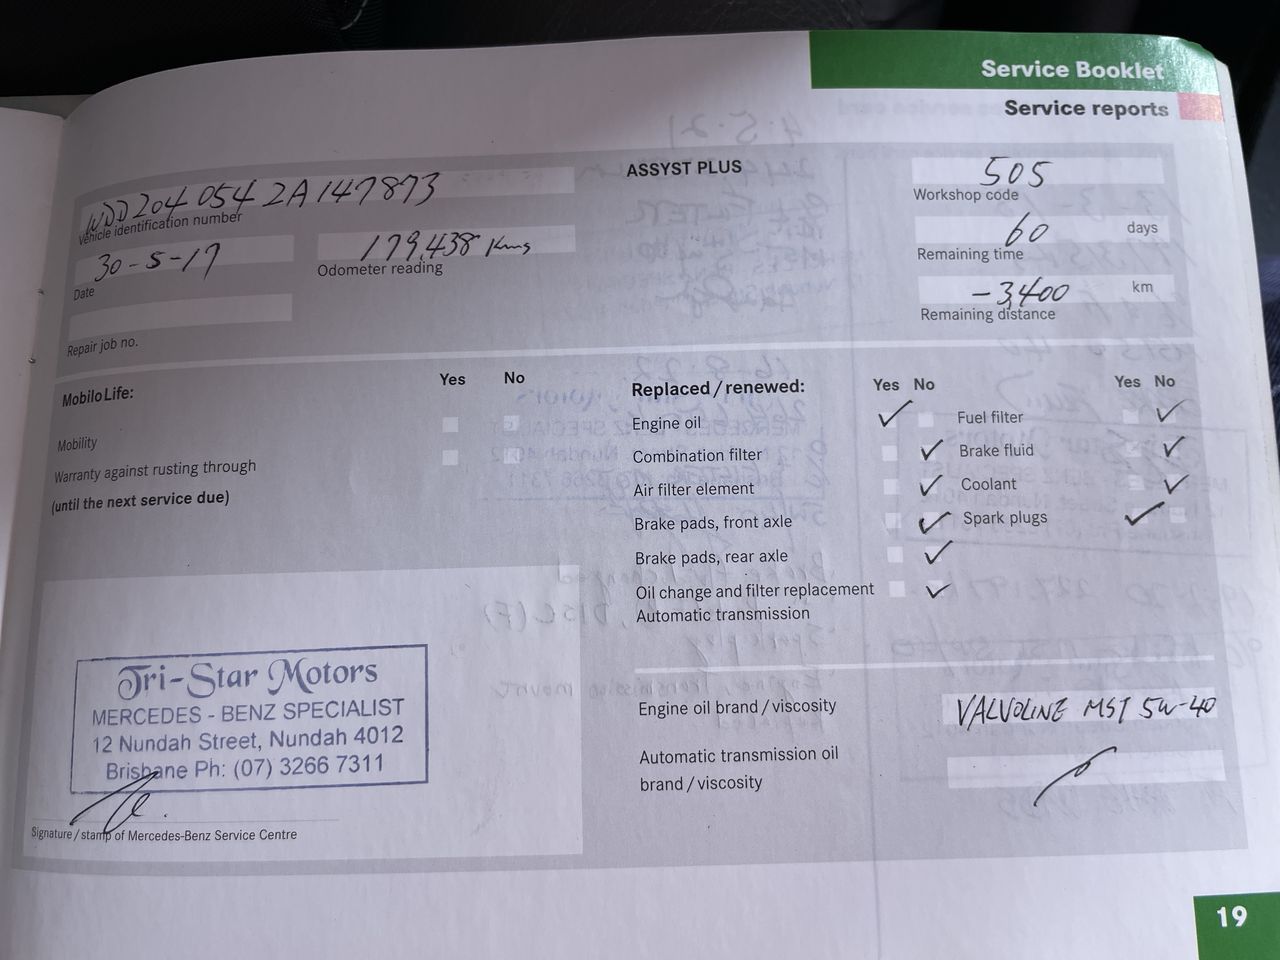 Service Booklet
Service reports
WDD204 054 2A147873
Vehicle identification number
30-5-17
Date
179,438 Kms
Odometer reading
Repair job no.
ASSYST PLUS
505
Workshop code
60 days
Remaining time
-3,400 km
Remaining distance
MobiloLife:
Yes No
Mobility
Warranty against rusting through
(until the next service due)
Replaced / renewed:
Yes No
Engine oil
Combination filter
Air filter element
Brake pads, front axle
Brake pads, rear axle
Oil change and filter replacement
Automatic transmission
Yes No
Fuel filter
Brake fluid
Coolant
Spark plugs
Engine oil brand / viscosity
VALVOLINE MST 5W-40
Automatic transmission oil
brand / viscosity
Tri-Star Motors
MERCEDES - BENZ SPECIALIST
12 Nundah Street, Nundah 4012
Brisbane Ph: (07) 3266 7311
Signature / stamp of Mercedes-Benz Service Centre
19